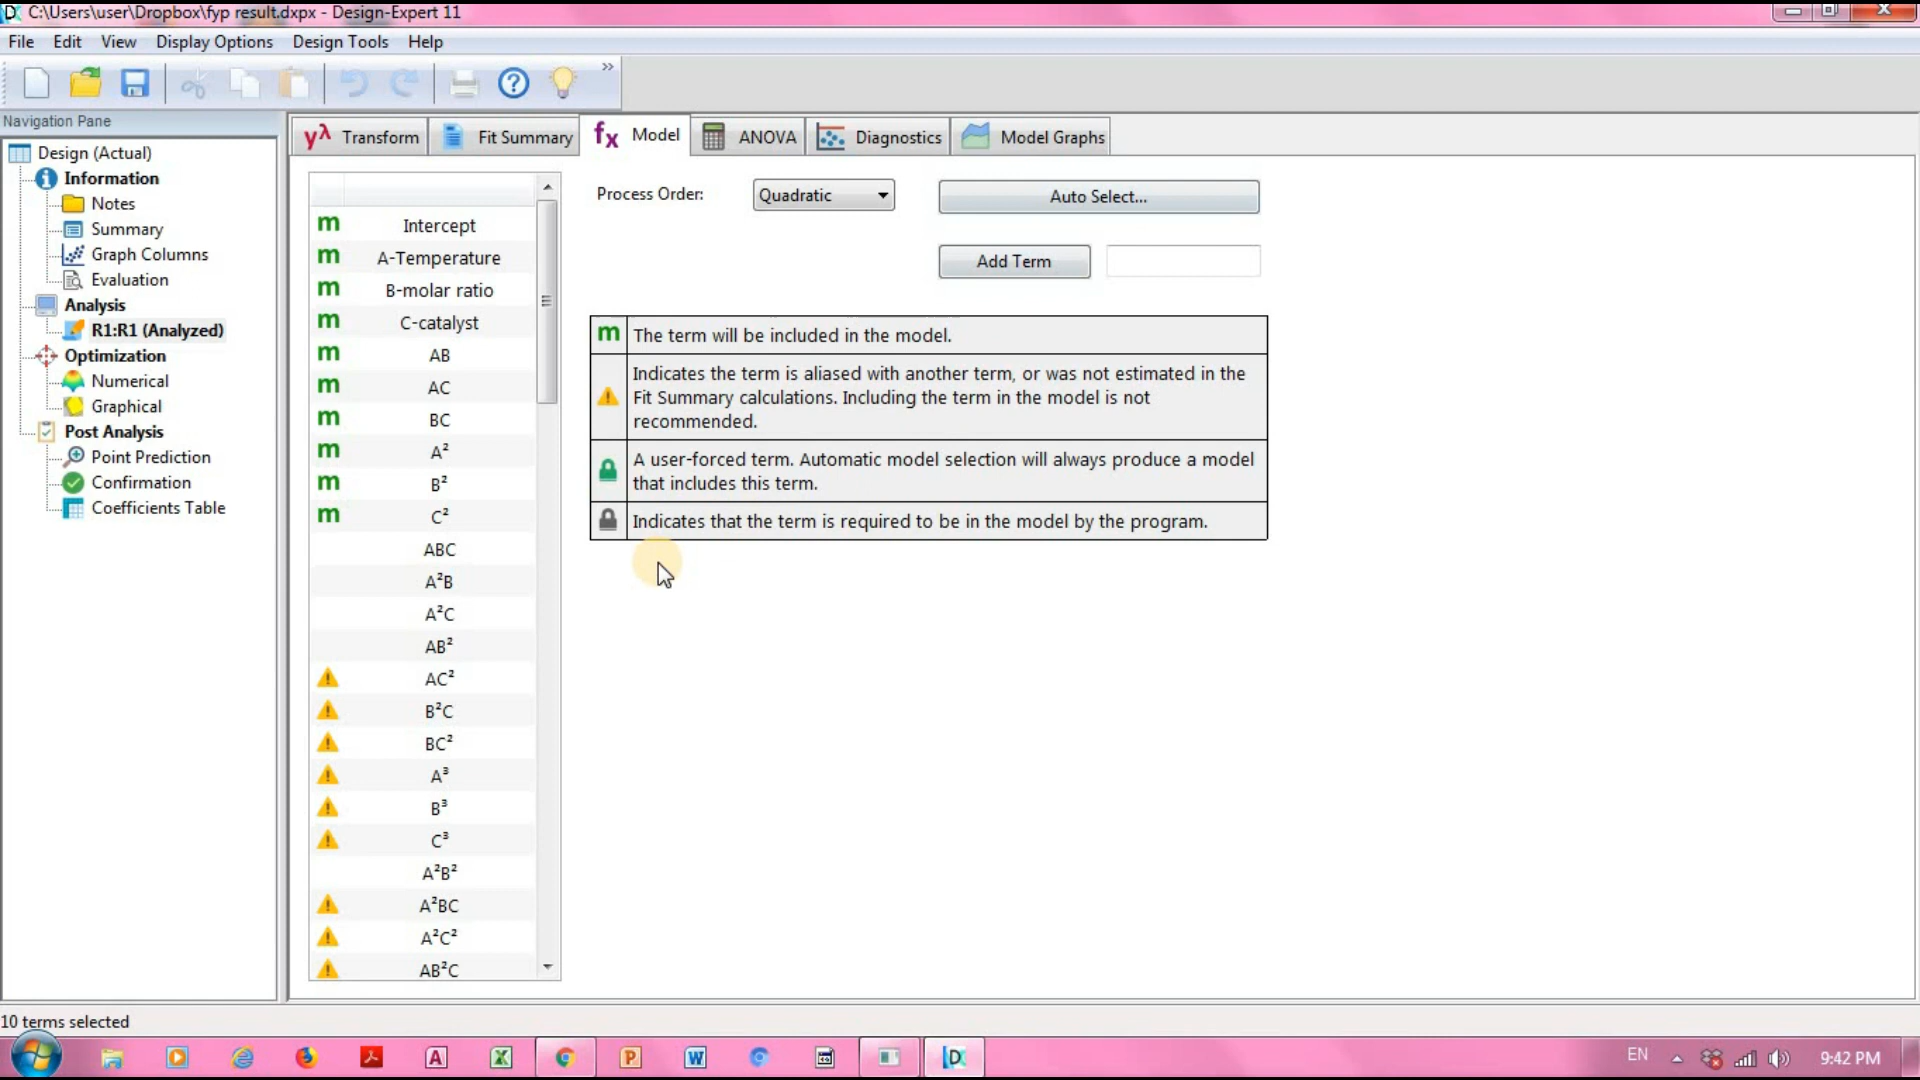 C:\Users\user\Dropbox\fyp result.dxpx - Design-Expert 11
File Edit View Display Options Design Tools Help
Navigation Pane
Design (Actual)
Information
Notes
Summary
Graph Columns
Evaluation
Analysis
R1:R1 (Analyzed)
Optimization
Numerical
Graphical
Post Analysis
Point Prediction
Confirmation
Coefficients Table
Transform Fit Summary Model ANOVA Diagnostics Model Graphs
m Intercept
m A-Temperature
m B-molar ratio
m C-catalyst
m AB
m AC
m BC
m A²
m B²
m C²
ABC
A²B
A²C
AB²
AC²
B²C
BC²
A³
B³
C³
A²B²
A²BC
A²C²
AB²C
Process Order: Quadratic Auto Select...
Add Term
m The term will be included in the model.
Indicates the term is aliased with another term, or was not estimated in the
Fit Summary calculations. Including the term in the model is not
recommended.
A user-forced term. Automatic model selection will always produce a model
that includes this term.
Indicates that the term is required to be in the model by the program.
10 terms selected
EN 9:42 PM